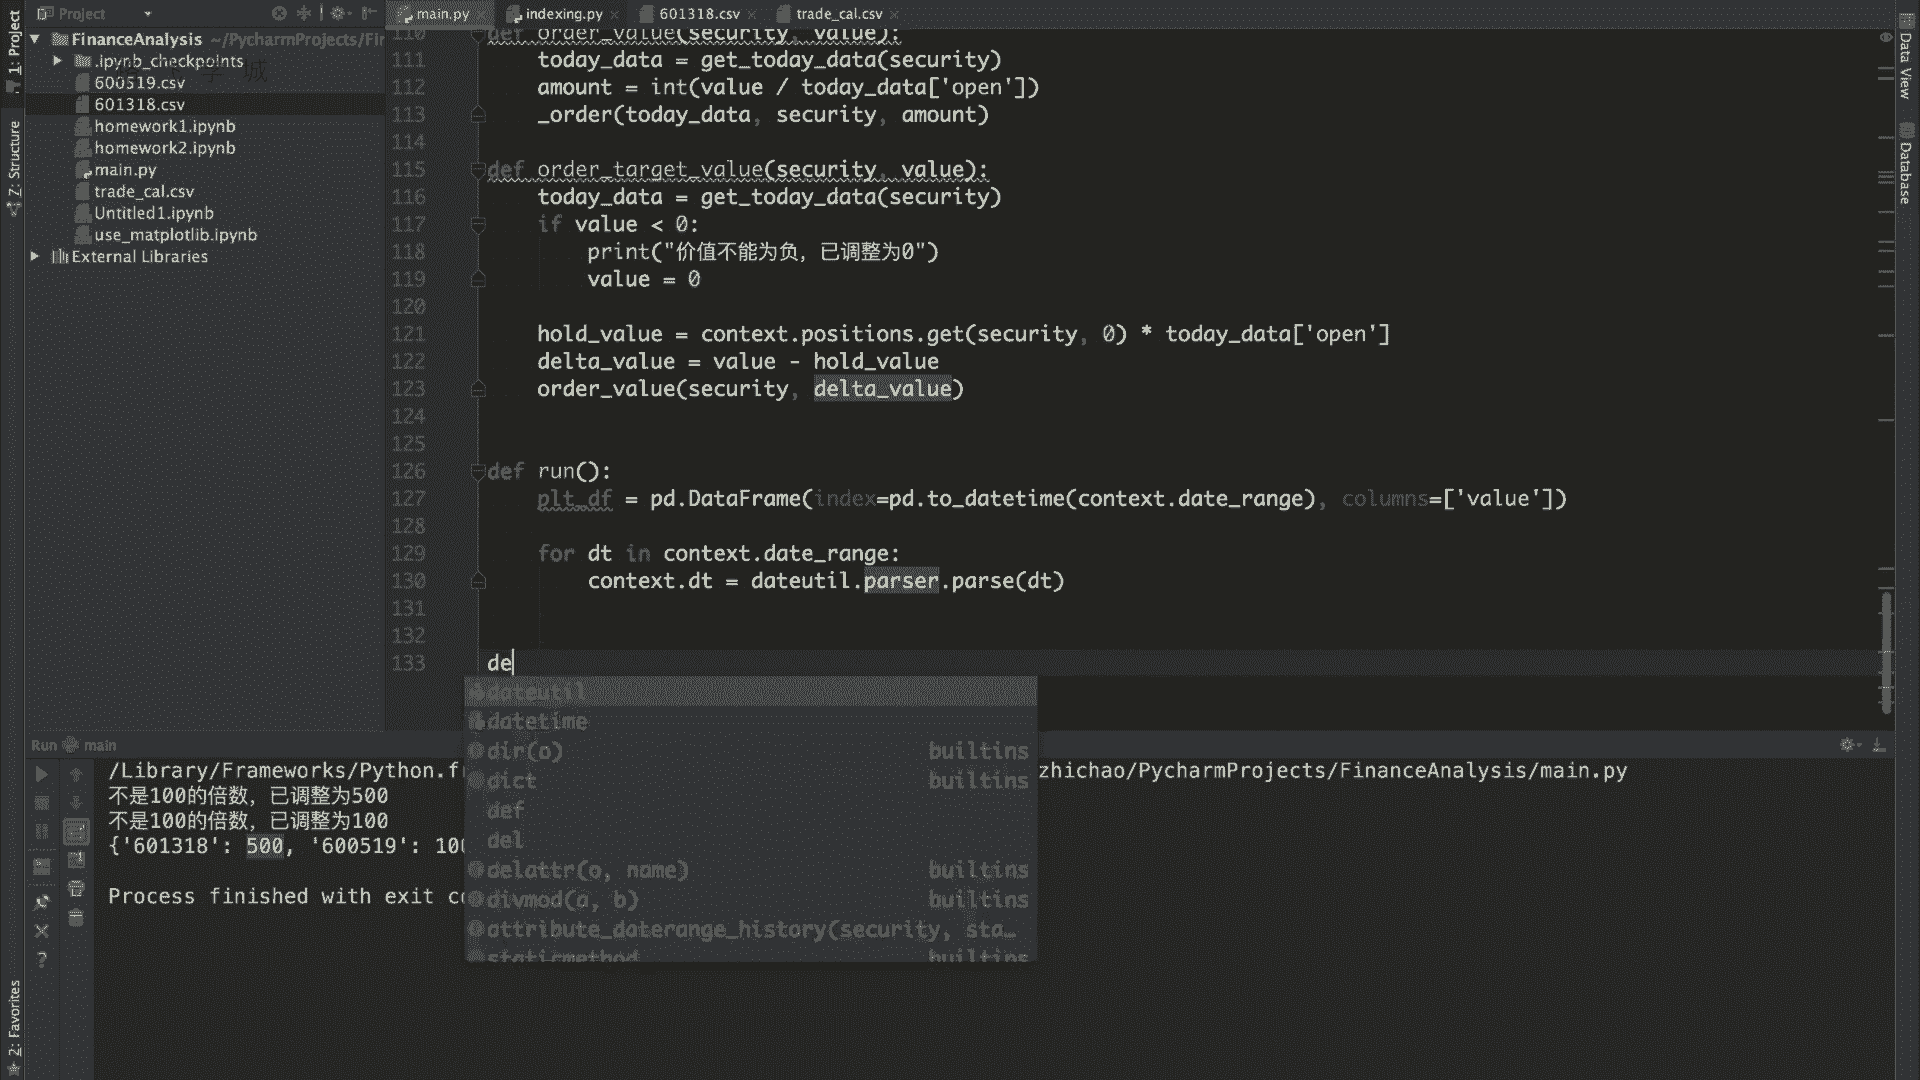 Project
main.py
indexing.py
601318.csv
trade_cal.csv
1: Project
FinanceAnalysis ~/PycharmProjects/Fir
.ipynb_checkpoints
600519.csv
601318.csv
homework1.ipynb
homework2.ipynb
main.py
trade_cal.csv
Untitled1.ipynb
use_matplotlib.ipynb
External Libraries
Z: Structure
2: Favorites
Data View
Database
110 def order_value(security, value):
111 today_data = get_today_data(security)
112 amount = int(value / today_data['open'])
113 _order(today_data, security, amount)
114
115 def order_target_value(security, value):
116 today_data = get_today_data(security)
117 if value < 0:
118 print("价值不能为负，已调整为0")
119 value = 0
120
121 hold_value = context.positions.get(security, 0) * today_data['open']
122 delta_value = value - hold_value
123 order_value(security, delta_value)
124
125
126 def run():
127 plt_df = pd.DataFrame(index=pd.to_datetime(context.date_range), columns=['value'])
128
129 for dt in context.date_range:
130 context.dt = dateutil.parser.parse(dt)
131
132
133 de
dateutil
datetime
dir(o) builtins
dict builtins
def
del
delattr(o, name) builtins
divmod(a, b) builtins
attribute_daterange_history(security, sta…
staticmethod builtins
Run main
/Library/Frameworks/Python.fr zhichao/PycharmProjects/FinanceAnalysis/main.py
不是100的倍数，已调整为500
不是100的倍数，已调整为100
{'601318': 500, '600519': 100
Process finished with exit co